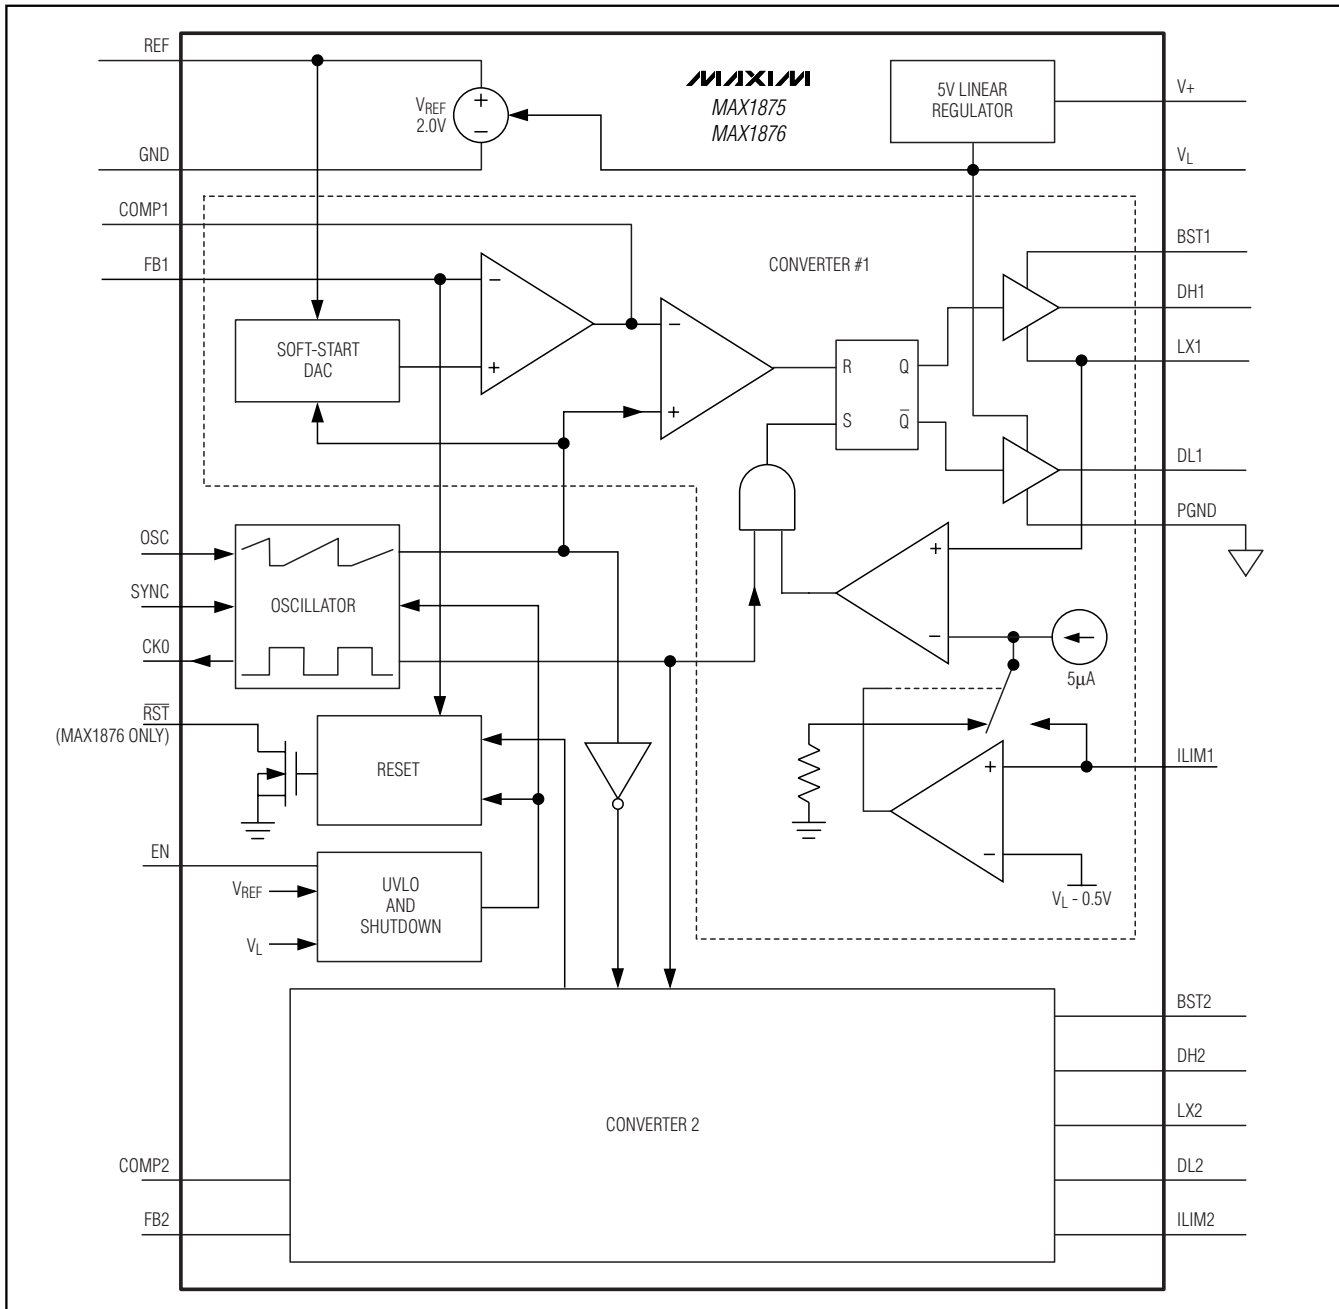 REF
GND
COMP1
FB1
VREF
2.0V
MAXIM
MAX1875
MAX1876
5V LINEAR
REGULATOR
V+
VL
CONVERTER #1
BST1
DH1
LX1
DL1
PGND
SOFT-START
DAC
−
+
−
+
R
Q
S
Q̅
OSC
SYNC
CK0
OSCILLATOR
RST̅
(MAX1876 ONLY)
RESET
EN
VREF
VL
UVLO
AND
SHUTDOWN
+
−
5µA
ILIM1
+
−
VL - 0.5V
CONVERTER 2
COMP2
FB2
BST2
DH2
LX2
DL2
ILIM2